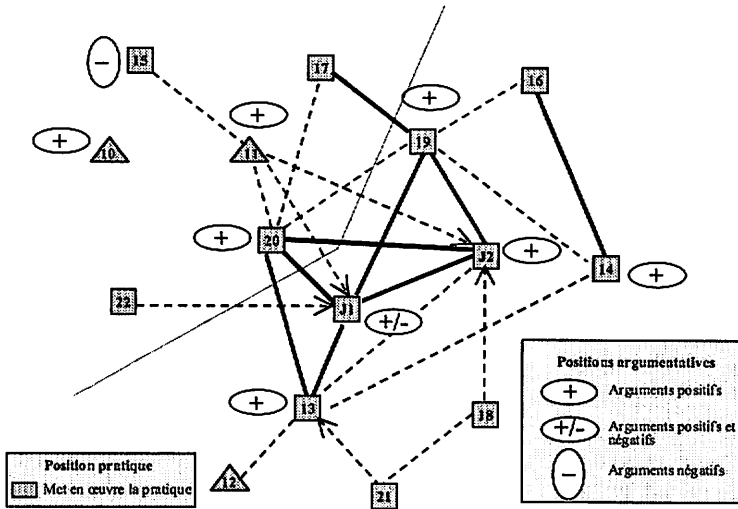 15
−
17
16
+
+
+
10
11
19
+
20
J2
+
14
+
22
J1
+/-
+
13
18
12
21
Position pratique
Met en œuvre la pratique
Positions argumentatives
+
Arguments positifs
+/-
Arguments positifs et
négatifs
−
Arguments négatifs